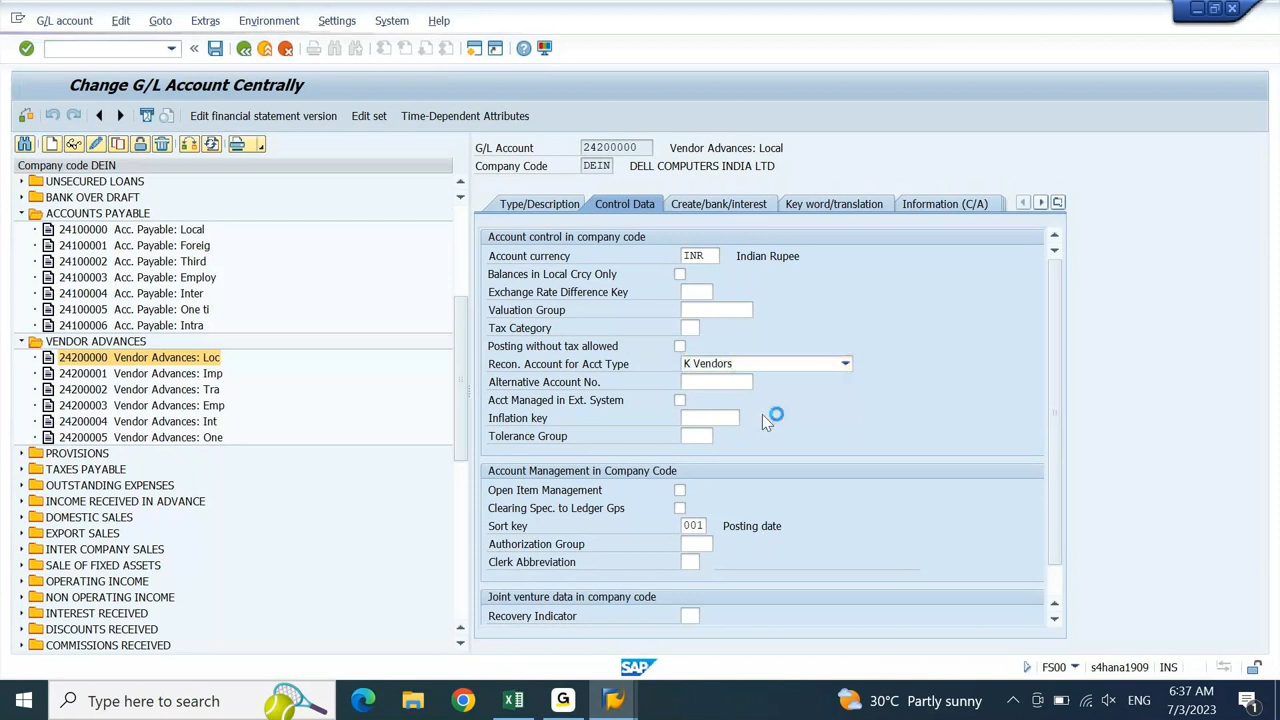 G/L account Edit Goto Extras Environment Settings System Help
Change G/L Account Centrally
Edit financial statement version Edit set Time-Dependent Attributes
Company code DEIN
UNSECURED LOANS
BANK OVER DRAFT
ACCOUNTS PAYABLE
24100000 Acc. Payable: Local
24100001 Acc. Payable: Foreig
24100002 Acc. Payable: Third
24100003 Acc. Payable: Employ
24100004 Acc. Payable: Inter
24100005 Acc. Payable: One ti
24100006 Acc. Payable: Intra
VENDOR ADVANCES
24200000 Vendor Advances: Loc
24200001 Vendor Advances: Imp
24200002 Vendor Advances: Tra
24200003 Vendor Advances: Emp
24200004 Vendor Advances: Int
24200005 Vendor Advances: One
PROVISIONS
TAXES PAYABLE
OUTSTANDING EXPENSES
INCOME RECEIVED IN ADVANCE
DOMESTIC SALES
EXPORT SALES
INTER COMPANY SALES
SALE OF FIXED ASSETS
OPERATING INCOME
NON OPERATING INCOME
INTEREST RECEIVED
DISCOUNTS RECEIVED
COMMISSIONS RECEIVED
G/L Account 24200000 Vendor Advances: Local
Company Code DEIN DELL COMPUTERS INDIA LTD
Type/Description Control Data Create/bank/interest Key word/translation Information (C/A)
Account control in company code
Account currency INR Indian Rupee
Balances in Local Crcy Only
Exchange Rate Difference Key
Valuation Group
Tax Category
Posting without tax allowed
Recon. Account for Acct Type K Vendors
Alternative Account No.
Acct Managed in Ext. System
Inflation key
Tolerance Group
Account Management in Company Code
Open Item Management
Clearing Spec. to Ledger Gps
Sort key 001 Posting date
Authorization Group
Clerk Abbreviation
Joint venture data in company code
Recovery Indicator
SAP
FS00 s4hana1909 INS
Type here to search
30°C Partly sunny
ENG
6:37 AM
7/3/2023
1